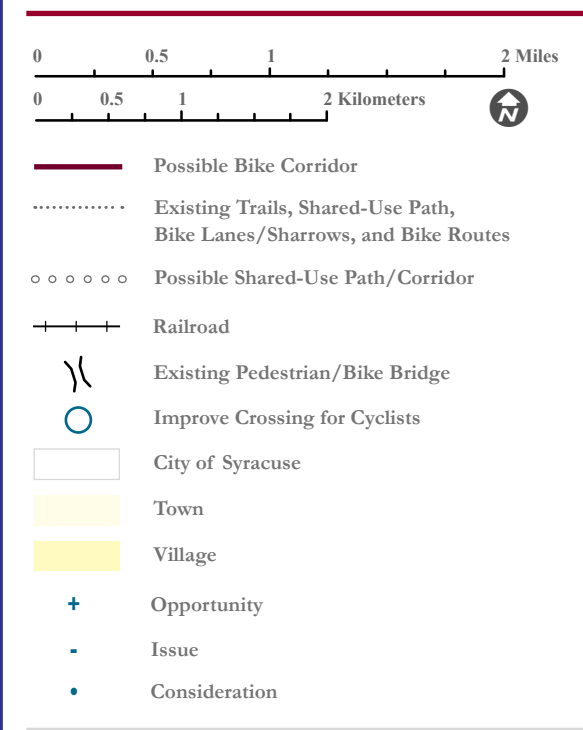 0 0.5 1 2 Miles
0 0.5 1 2 Kilometers
N
Possible Bike Corridor
Existing Trails, Shared-Use Path,
Bike Lanes/Sharrows, and Bike Routes
Possible Shared-Use Path/Corridor
Railroad
Existing Pedestrian/Bike Bridge
Improve Crossing for Cyclists
City of Syracuse
Town
Village
+ Opportunity
- Issue
• Consideration